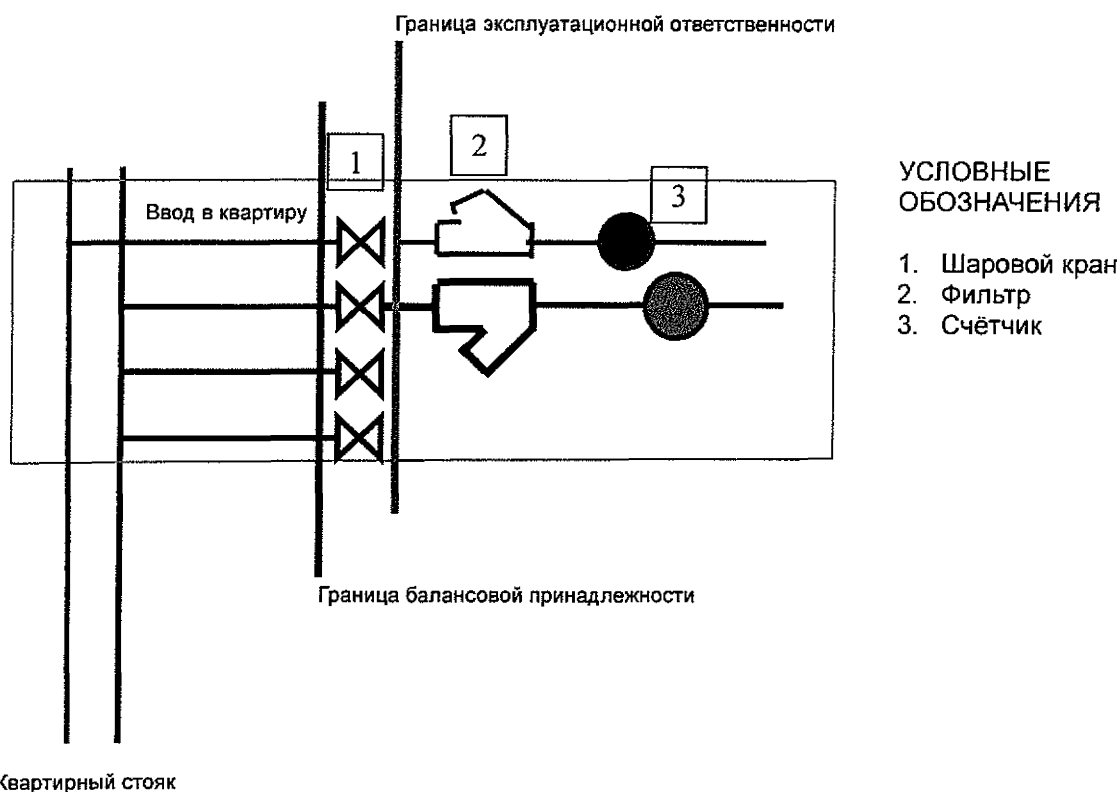 Граница эксплуатационной ответственности
1
2
3
Ввод в квартиру
УСЛОВНЫЕ
ОБОЗНАЧЕНИЯ
1. Шаровой кран
2. Фильтр
3. Счётчик
Граница балансовой принадлежности
Квартирный стояк